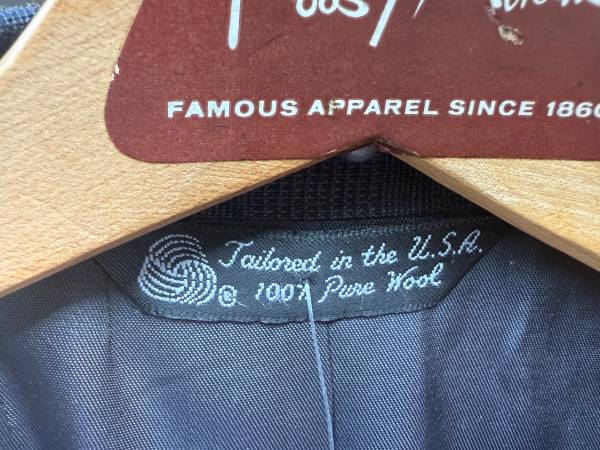 FAMOUS APPAREL SINCE 1860
Tailored in the U.S.A.
® 100% Pure Wool